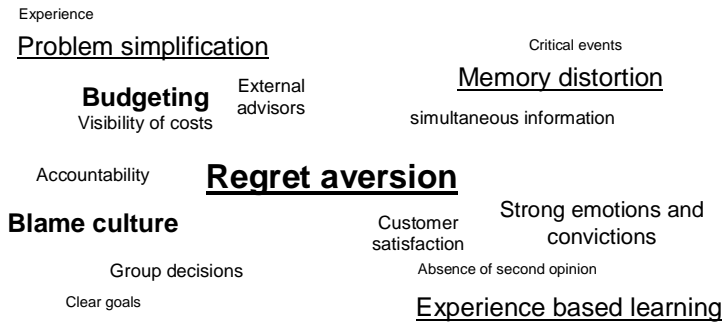 Experience
Problem simplification
Critical events
Memory distortion
External
advisors
Budgeting
Visibility of costs
simultaneous information
Accountability
Regret aversion
Strong emotions and
convictions
Blame culture
Customer
satisfaction
Group decisions
Absence of second opinion
Clear goals
Experience based learning